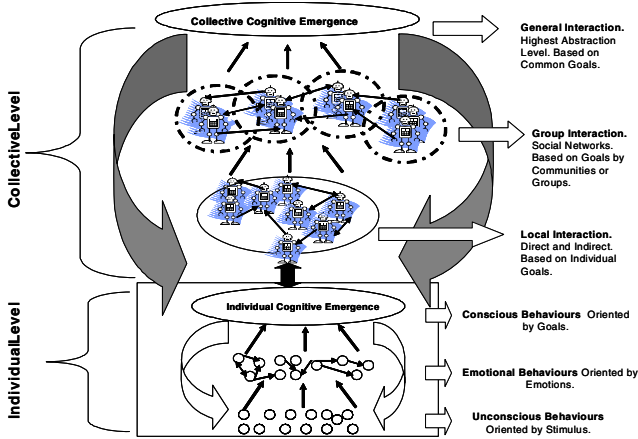 Collective Cognitive Emergence
General Interaction.
Highest Abstraction
Level. Based on
Common Goals.
CollectiveLevel
Group Interaction.
Social Networks.
Based on Goals by
Communities or
Groups.
Local Interaction.
Direct and Indirect.
Based on Individual
Goals.
Individual Cognitive Emergence
IndividualLevel
Conscious Behaviours Oriented
by Goals.
Emotional Behaviours Oriented by
Emotions.
Unconscious Behaviours
Oriented by Stimulus.